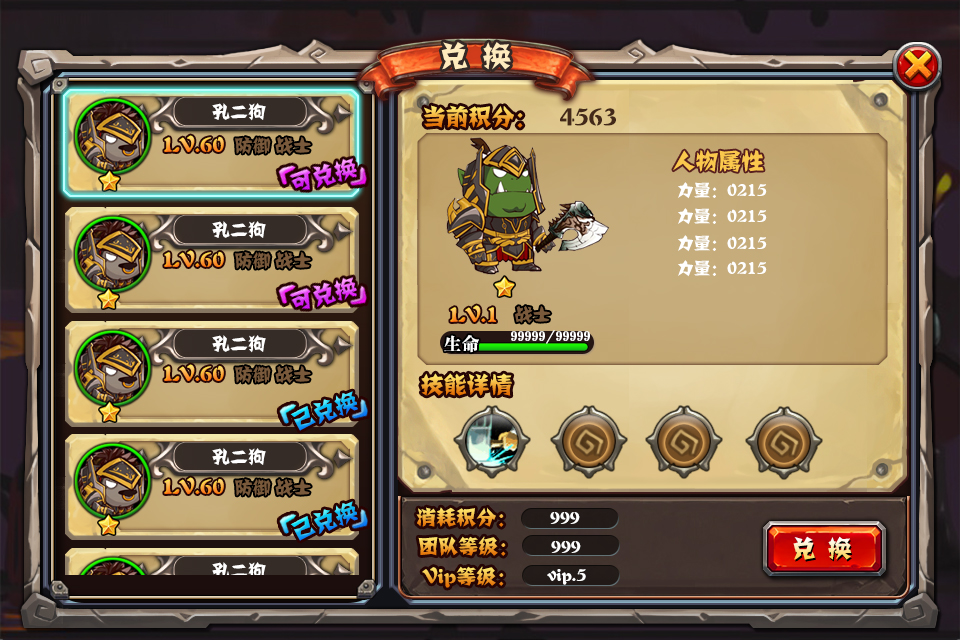 兑换
孔二狗
LV.60 防御 战士
「可兑换」
孔二狗
LV.60 防御 战士
「可兑换」
孔二狗
LV.60 防御 战士
「已兑换」
孔二狗
LV.60 防御 战士
「已兑换」
孔二狗
当前积分： 4563
人物属性
力量：0215
力量：0215
力量：0215
力量：0215
LV.1 战士
生命 99999/99999
技能详情
消耗积分： 999
团队等级： 999
Vip等级： vip.5
兑换